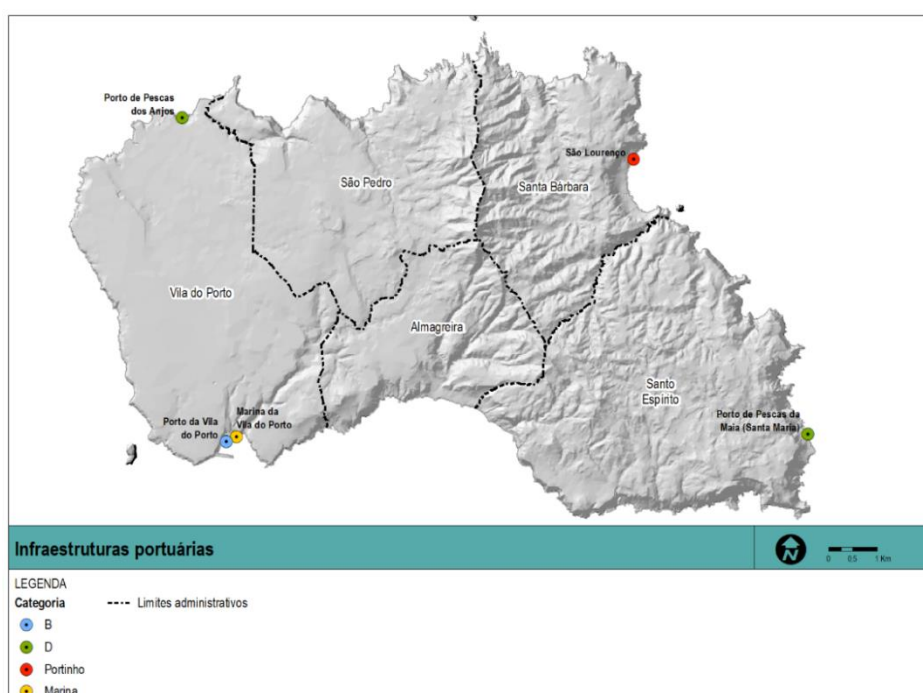 Porto de Pescas
dos Anjos
São Lourenço
São Pedro
Santa Bárbara
Vila do Porto
Almagreira
Santo
Espírito
Porto da Vila
do Porto
Marina da
Vila do Porto
Porto de Pescas da
Maia (Santa Maria)
Infraestruturas portuárias
N
0 0.5 1 Km
LEGENDA
Categoria
Limites administrativos
B
D
Portinho
Marina